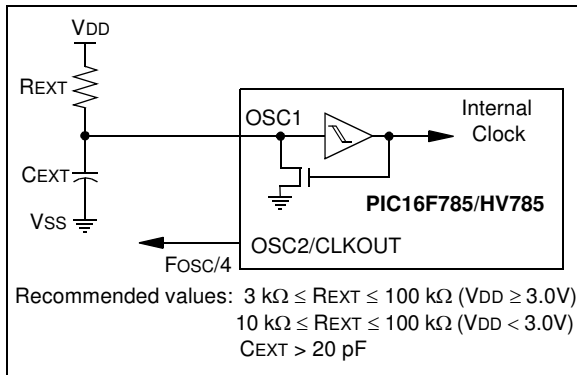 VDD
REXT
OSC1
Internal
Clock
CEXT
PIC16F785/HV785
VSS
OSC2/CLKOUT
FOSC/4
Recommended values: 3 kΩ ≤ REXT ≤ 100 kΩ (VDD ≥ 3.0V)
10 kΩ ≤ REXT ≤ 100 kΩ (VDD < 3.0V)
CEXT > 20 pF